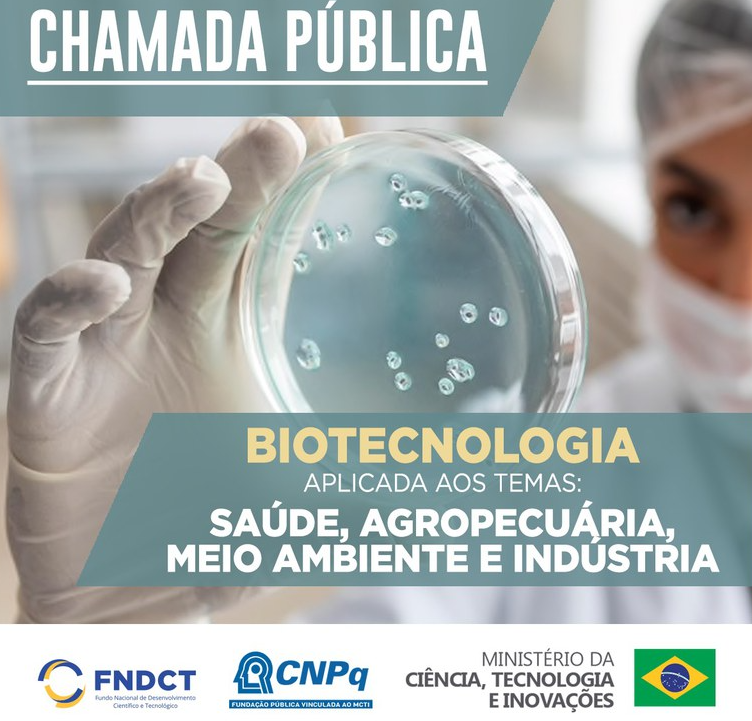 CHAMADA PÚBLICA
BIOTECNOLOGIA
APLICADA AOS TEMAS:
SAÚDE, AGROPECUÁRIA,
MEIO AMBIENTE E INDÚSTRIA
FNDCT
Fundo Nacional de Desenvolvimento
Científico e Tecnológico
CNPq
FUNDAÇÃO PÚBLICA VINCULADA AO MCTI
MINISTÉRIO DA
CIÊNCIA, TECNOLOGIA
E INOVAÇÕES